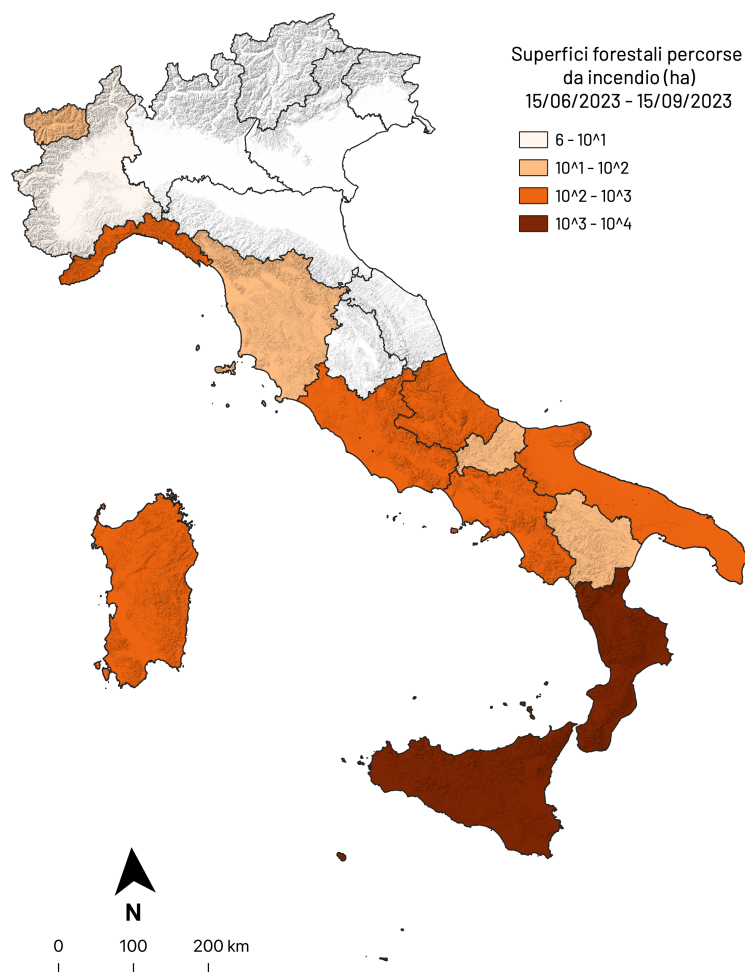 Superfici forestali percorse
da incendio (ha)
15/06/2023 - 15/09/2023
6 - 10^1
10^1 - 10^2
10^2 - 10^3
10^3 - 10^4
N
0 100 200 km